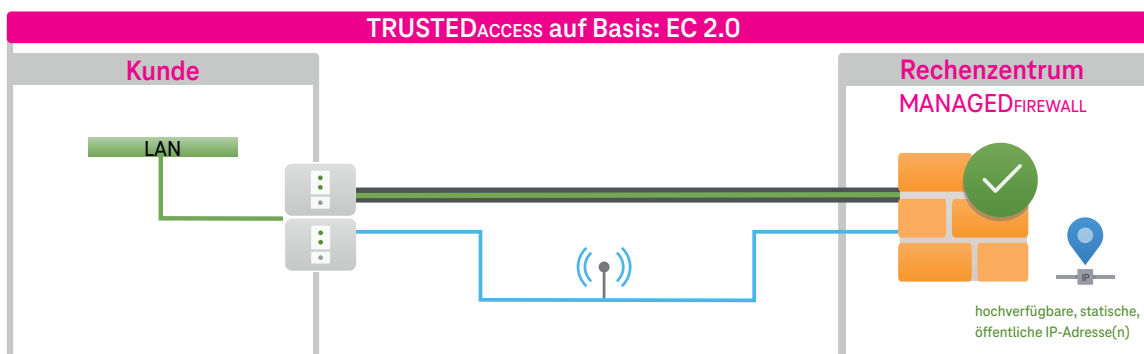 TRUSTEDACCESS auf Basis: EC 2.0
Kunde
Rechenzentrum
MANAGEDFIREWALL
LAN
IP
hochverfügbare, statische,
öffentliche IP-Adresse(n)